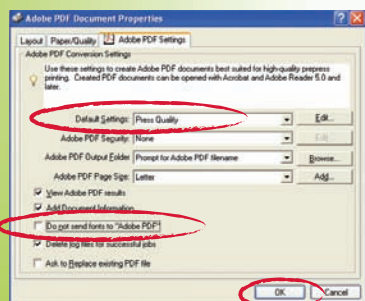 Adobe PDF Document Properties
Layout Paper/Quality Adobe PDF Settings
Adobe PDF Conversion Settings
Use these settings to create Adobe PDF documents best suited for high-quality prepress
printing. Created PDF documents can be opened with Acrobat and Adobe Reader 5.0 and
later.
Default Settings: Press Quality Edit...
Adobe PDF Security: None Edit
Adobe PDF Output Folder: Prompt for Adobe PDF filename Browse...
Adobe PDF Page Size: Letter Add...
View Adobe PDF results
Add Document Information
Do not send fonts to "Adobe PDF"
Delete log files for successful jobs
Ask to Replace existing PDF file
OK Cancel